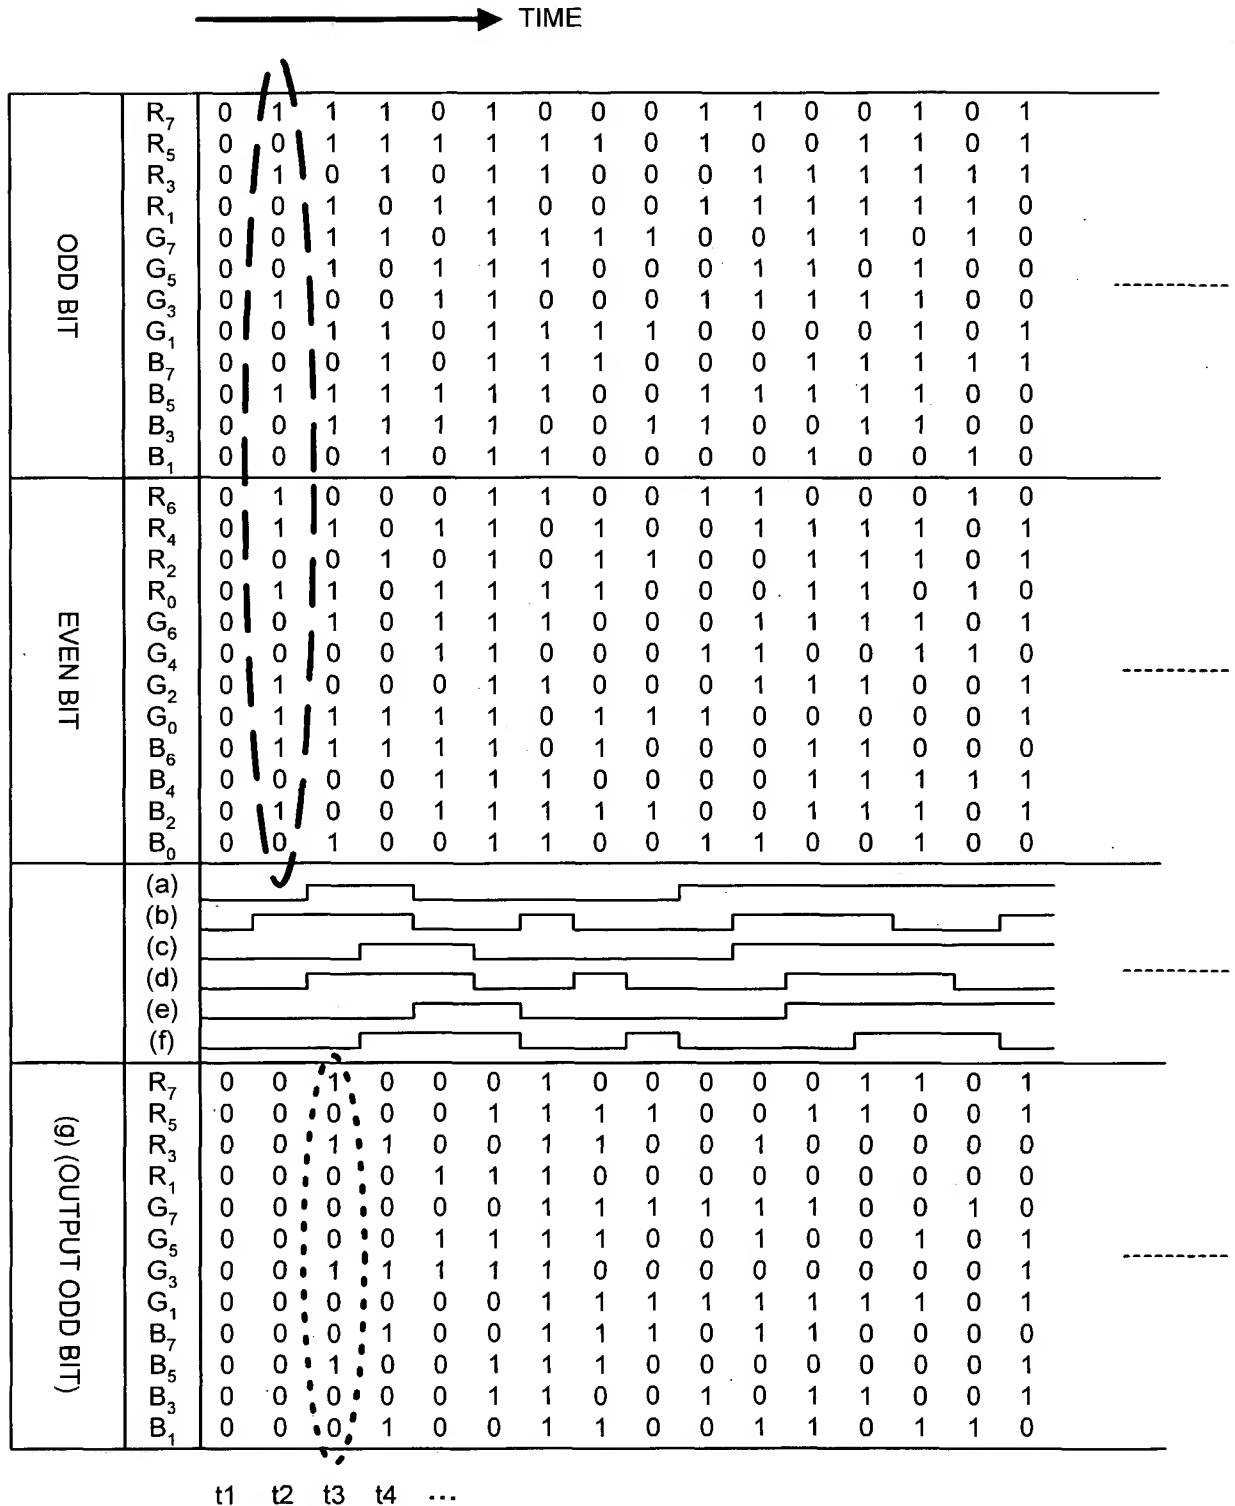 TIME
ODD BIT
R7 0 1 1 1 0 1 0 0 0 1 1 0 0 1 0 1
R5 0 0 1 1 1 1 1 1 0 1 0 0 1 1 0 1
R3 0 1 0 1 0 1 1 0 0 0 1 1 1 1 1 1
R1 0 0 1 0 1 1 0 0 0 1 1 1 1 1 1 0
G7 0 0 1 1 0 1 1 1 1 0 0 1 1 0 1 0
G5 0 0 1 0 1 1 1 0 0 0 1 1 0 1 0 0
G3 0 1 0 0 1 1 0 0 0 1 1 1 1 1 0 0
G1 0 0 1 1 0 1 1 1 1 0 0 0 0 1 0 1
B7 0 0 0 1 0 1 1 1 0 0 0 1 1 1 1 1
B5 0 1 1 1 1 1 1 0 0 1 1 1 1 1 0 0
B3 0 0 1 1 1 1 0 0 1 1 0 0 1 1 0 0
B1 0 0 0 1 0 1 1 0 0 0 0 1 0 0 1 0
EVEN BIT
R6 0 1 0 0 0 1 1 0 0 1 1 0 0 0 1 0
R4 0 1 1 0 1 1 0 1 0 0 1 1 1 1 0 1
R2 0 0 0 1 0 1 0 1 1 0 0 1 1 1 0 1
R0 0 1 1 0 1 1 1 1 0 0 0 1 1 0 1 0
G6 0 0 1 0 1 1 1 0 0 0 1 1 1 1 0 1
G4 0 0 0 0 1 1 0 0 0 1 1 0 0 1 1 0
G2 0 1 0 0 0 1 1 0 0 0 1 1 1 0 0 1
G0 0 1 1 1 1 1 0 1 1 1 0 0 0 0 0 1
B6 0 1 1 1 1 1 0 1 0 0 0 1 1 0 0 0
B4 0 0 0 0 1 1 1 0 0 0 0 1 1 1 1 1
B2 0 1 0 0 1 1 1 1 1 0 0 1 1 1 0 1
B0 0 0 1 0 0 1 1 0 0 1 1 0 0 1 0 0
(a)
(b)
(c)
(d)
(e)
(f)
(g) (OUTPUT ODD BIT)
R7 0 0 1 0 0 0 1 0 0 0 0 0 1 1 0 1
R5 0 0 0 0 0 1 1 1 1 0 0 1 1 0 0 1
R3 0 0 1 1 0 0 1 1 0 0 1 0 0 0 0 0
R1 0 0 0 0 1 1 1 0 0 0 0 0 0 0 0 0
G7 0 0 0 0 0 0 1 1 1 1 1 1 0 0 1 0
G5 0 0 0 0 1 1 1 1 0 0 1 0 0 1 0 1
G3 0 0 1 1 1 1 1 0 0 0 0 0 0 0 0 1
G1 0 0 0 0 0 0 1 1 1 1 1 1 1 1 0 1
B7 0 0 0 1 0 0 1 1 1 0 1 1 0 0 0 0
B5 0 0 1 0 0 1 1 1 0 0 0 0 0 0 0 1
B3 0 0 0 0 0 1 1 0 0 1 0 1 1 0 0 1
B1 0 0 0 1 0 0 1 1 0 0 1 1 0 1 1 0
t1 t2 t3 t4 ...